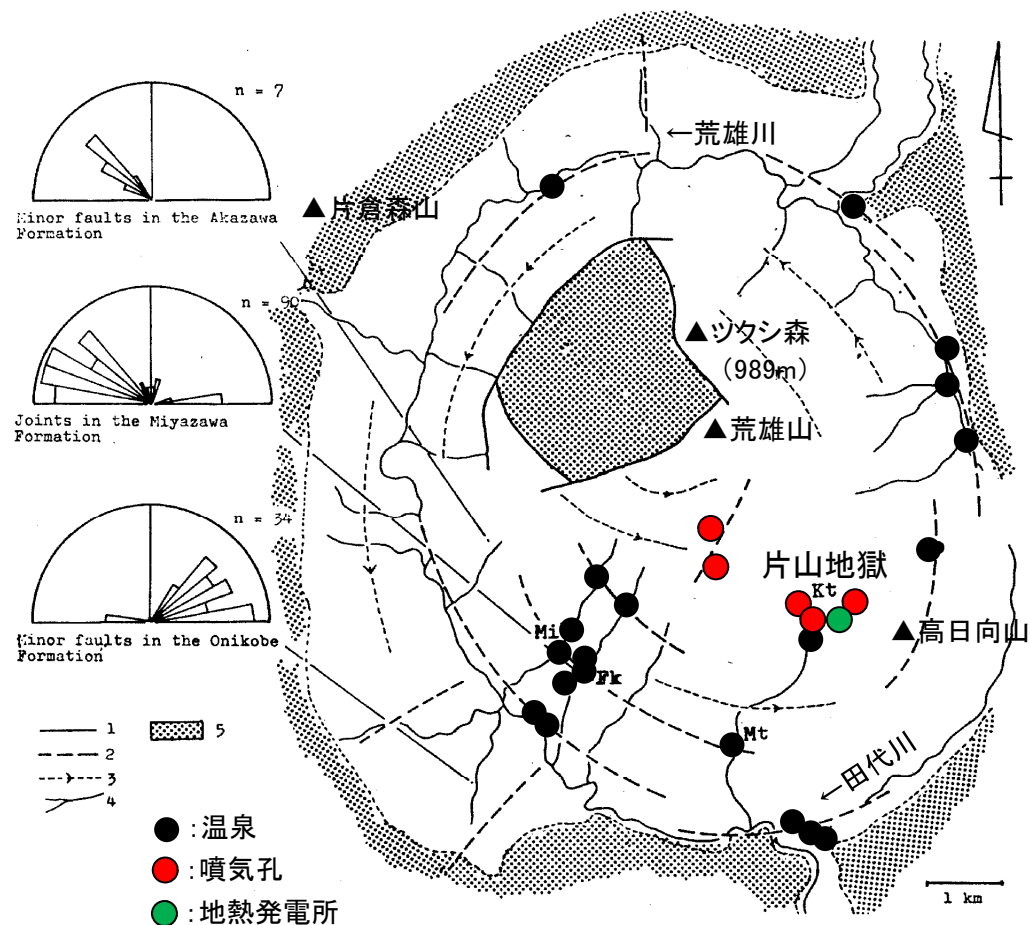 n = 7
Minor faults in the Akazawa
Formation
n = 90
Joints in the Miyazawa
Formation
n = 34
Minor faults in the Onikobe
Formation
1
2
3
4
5
●:温泉
●:噴気孔
●:地熱発電所
←荒雄川
▲片倉森山
▲ツタシ森
(989m)
▲荒雄山
片山地獄
Kt
▲高日向山
Mi
Fk
Mt
←田代川
1 km